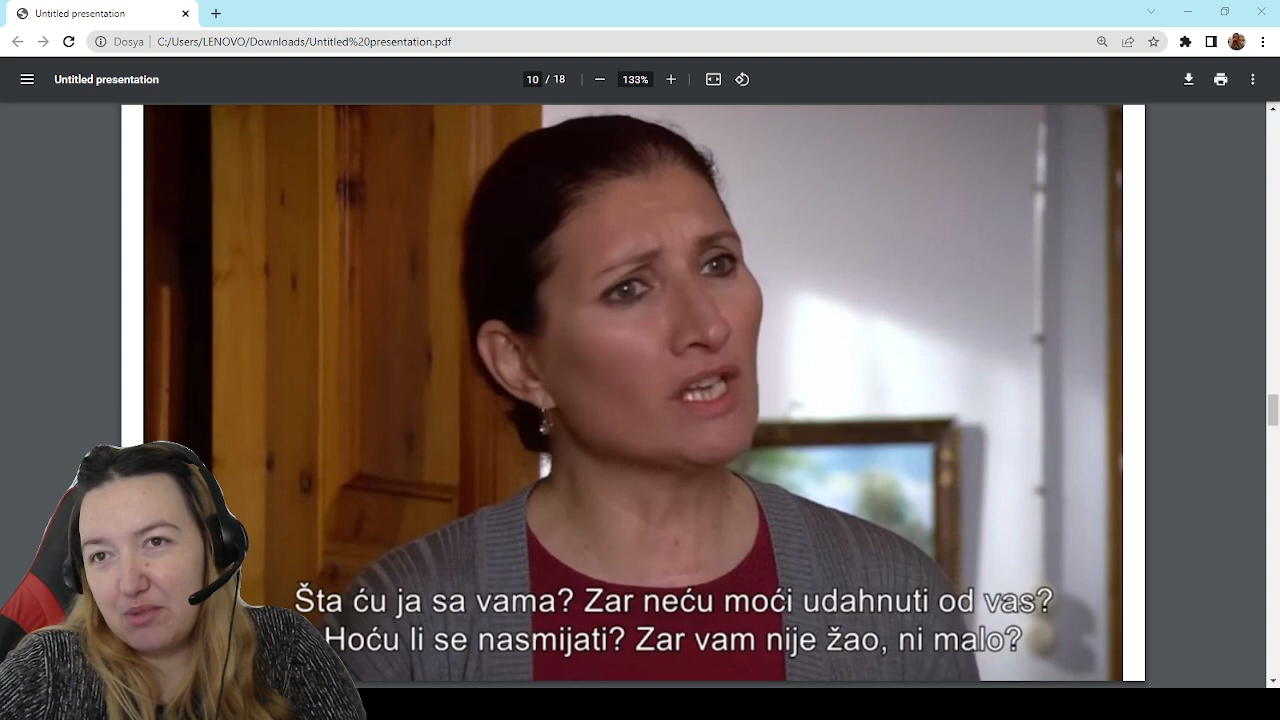 Untitled presentation
Dosya
C:/Users/LENOVO/Downloads/Untitled%20presentation.pdf
Untitled presentation
10 / 18
133%
Šta ću ja sa vama? Zar neću moći udahnuti od vas?
Hoću li se nasmijati? Zar vam nije žao, ni malo?